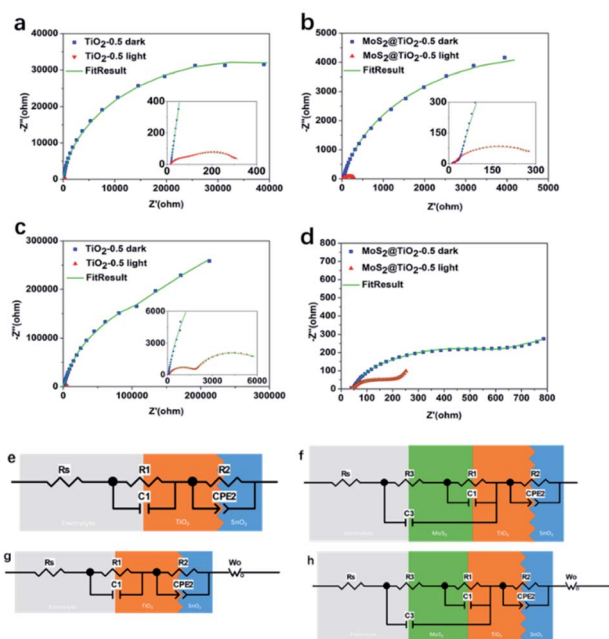 a
TiO₂-0.5 dark
TiO₂-0.5 light
FitResult
-Z''(ohm)
Z'(ohm)
40000
30000
20000
10000
0
0 10000 20000 30000 40000
400
200
0
0 200 400
b
MoS₂@TiO₂-0.5 dark
MoS₂@TiO₂-0.5 light
FitResult
-Z''(ohm)
Z'(ohm)
5000
4000
3000
2000
1000
0
0 1000 2000 3000 4000 5000
300
200
100
0
0 100 200 300
c
TiO₂-0.5 dark
TiO₂-0.5 light
FitResult
-Z''(ohm)
Z'(ohm)
300000
200000
100000
0
0 100000 200000 300000
6000
3000
0
0 2000 4000 6000
d
MoS₂@TiO₂-0.5 dark
MoS₂@TiO₂-0.5 light
FitResult
-Z''(ohm)
Z'(ohm)
800
700
600
500
400
300
200
100
0
0 100 200 300 400 500 600 700 800
e
Rs R1 R2
C1 CPE2
TiO₂ SnO₂
f
Rs R3 R1 R2
C1 CPE2
C3
MoS₂ TiO₂ SnO₂
g
Rs R1 R2 Wo
C1 CPE2
TiO₂ SnO₂
h
Rs R3 R1 R2 Wo
C1 CPE2
C3
MoS₂ TiO₂ SnO₂